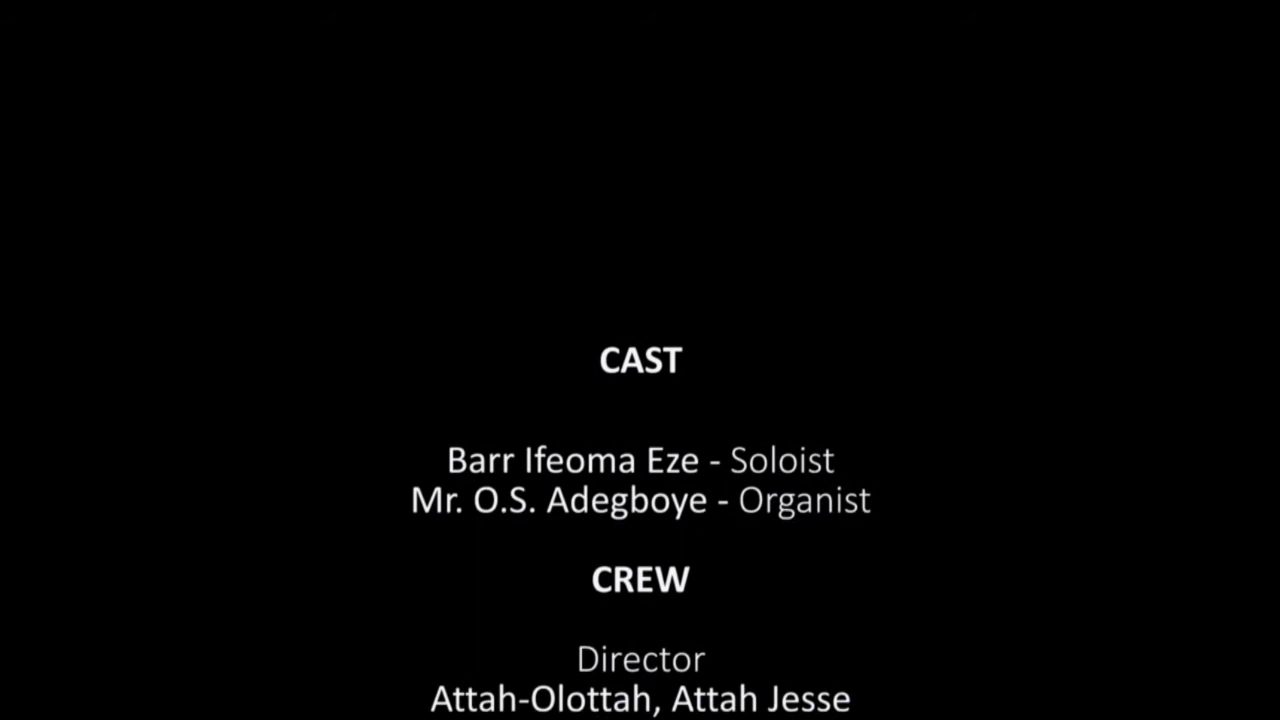 CAST
Barr Ifeoma Eze - Soloist
Mr. O.S. Adegboye - Organist
CREW
Director
Attah-Olottah, Attah Jesse